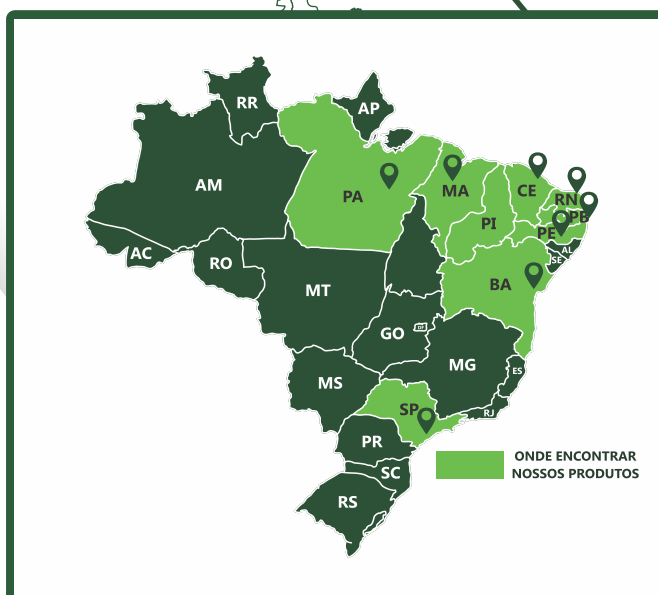 RR
AP
AM
PA
MA
CE
RN
PB
PI
PE
AL
SE
AC
RO
MT
BA
GO
DF
MG
ES
MS
SP
RJ
PR
SC
RS
ONDE ENCONTRAR
NOSSOS PRODUTOS